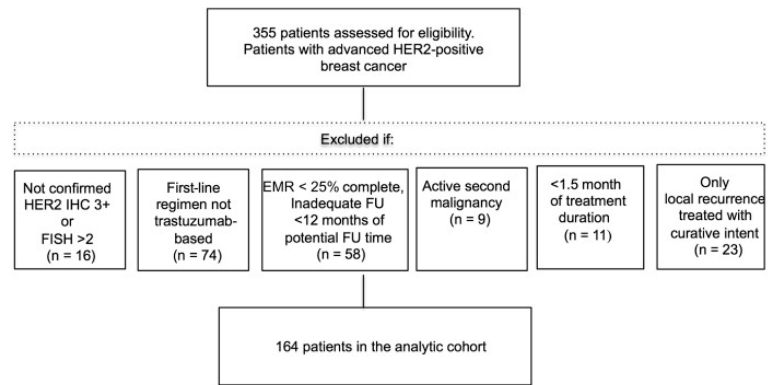 355 patients assessed for eligibility.
Patients with advanced HER2-positive
breast cancer
Excluded if:
Not confirmed
HER2 IHC 3+
or
FISH >2
(n = 16)
First-line
regimen not
trastuzumab-
based
(n = 74)
EMR < 25% complete,
Inadequate FU
<12 months of
potential FU time
(n = 58)
Active second
malignancy
(n = 9)
<1.5 month
of treatment
duration
(n = 11)
Only
local recurrence
treated with
curative intent
(n = 23)
164 patients in the analytic cohort